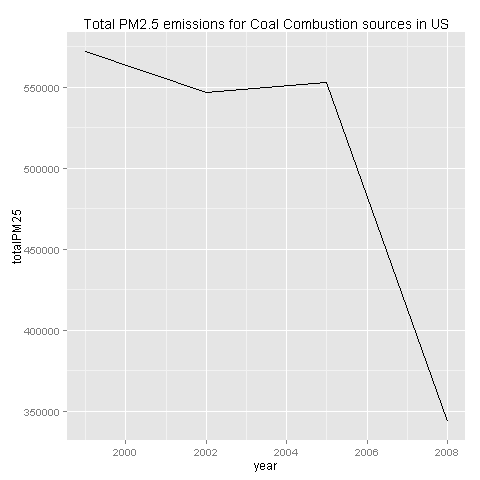 Total PM2.5 emissions for Coal Combustion sources in US
550000
500000
450000
400000
350000
totalPM25
2000 2002 2004 2006 2008
year